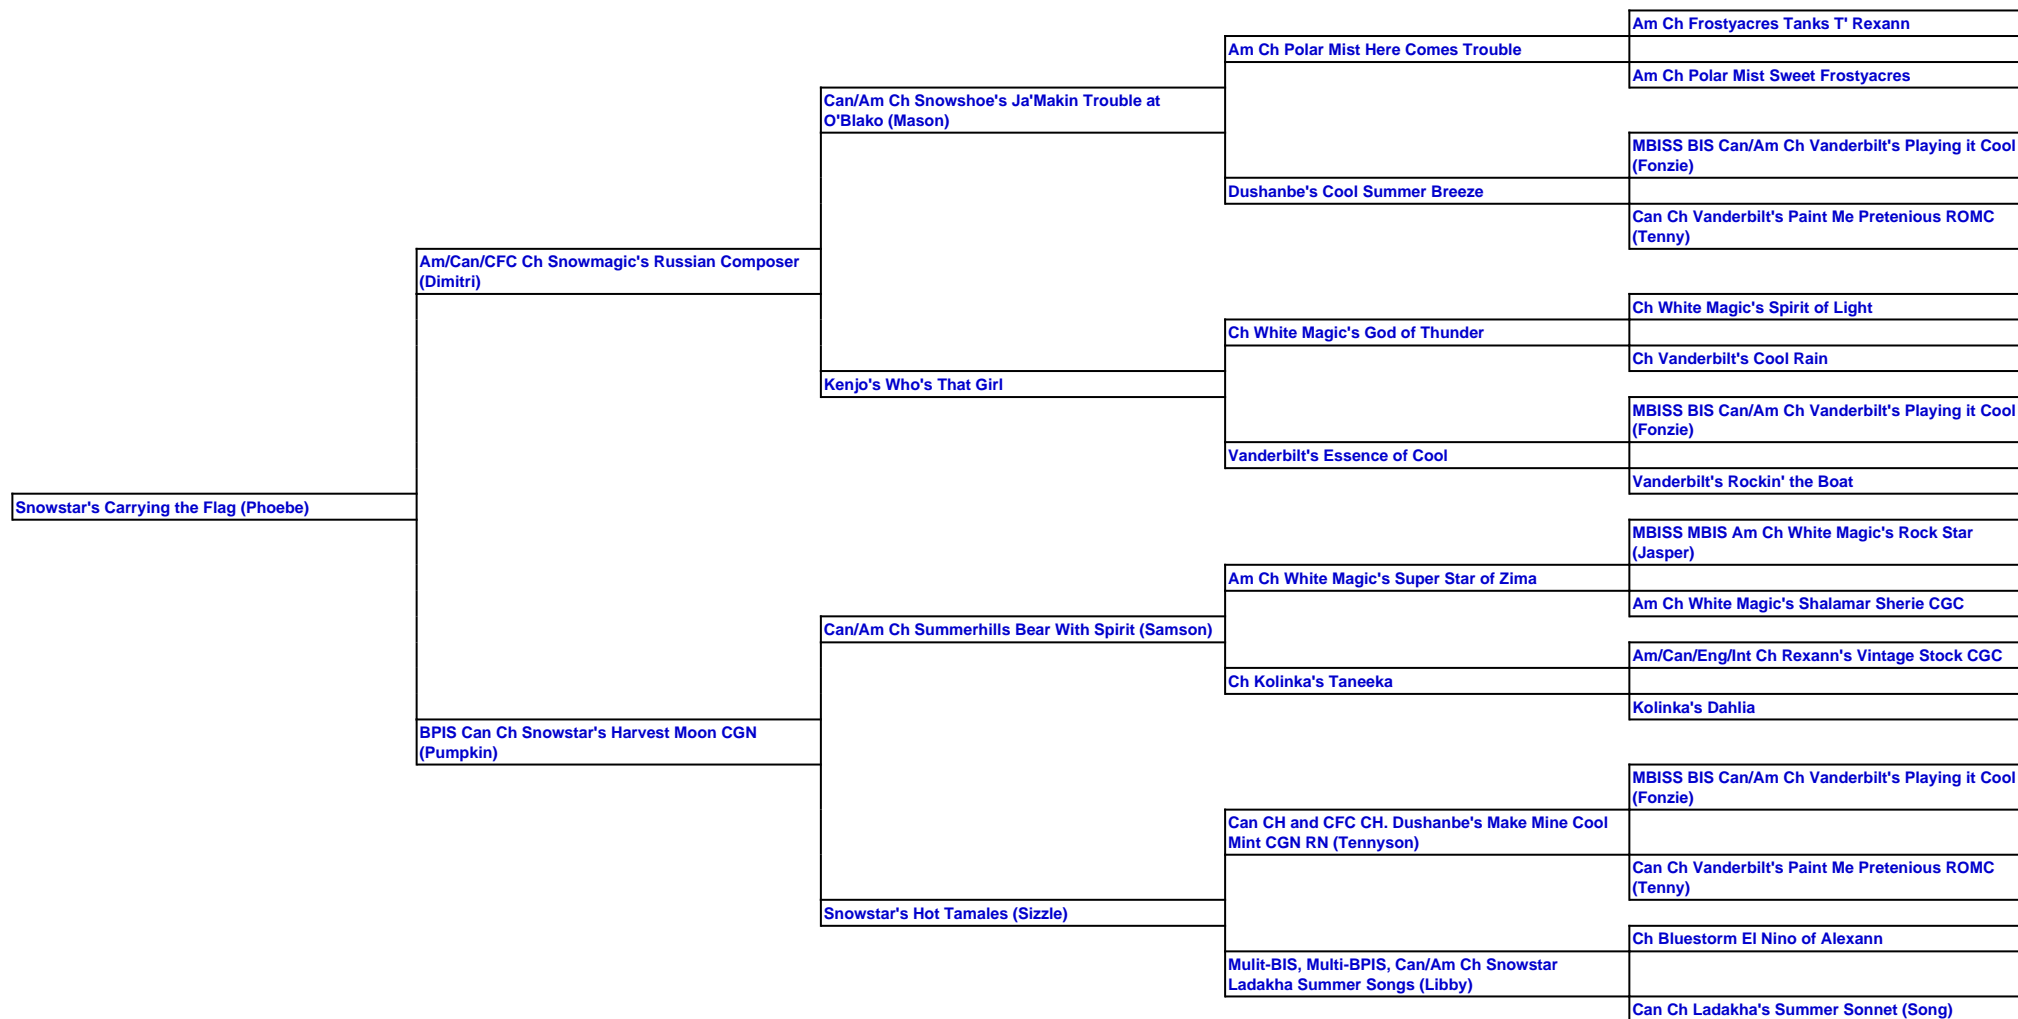 Am Ch Frostyacres Tanks T' Rexann
Am Ch Polar Mist Here Comes Trouble
Am Ch Polar Mist Sweet Frostyacres
Can/Am Ch Snowshoe's Ja'Makin Trouble at
O'Blako (Mason)
MBISS BIS Can/Am Ch Vanderbilt's Playing it Cool
(Fonzie)
Dushanbe's Cool Summer Breeze
Can Ch Vanderbilt's Paint Me Pretenious ROMC
(Tenny)
Am/Can/CFC Ch Snowmagic's Russian Composer
(Dimitri)
Ch White Magic's Spirit of Light
Ch White Magic's God of Thunder
Ch Vanderbilt's Cool Rain
Kenjo's Who's That Girl
MBISS BIS Can/Am Ch Vanderbilt's Playing it Cool
(Fonzie)
Vanderbilt's Essence of Cool
Vanderbilt's Rockin' the Boat
Snowstar's Carrying the Flag (Phoebe)
MBISS MBIS Am Ch White Magic's Rock Star
(Jasper)
Am Ch White Magic's Super Star of Zima
Am Ch White Magic's Shalamar Sherie CGC
Can/Am Ch Summerhills Bear With Spirit (Samson)
Am/Can/Eng/Int Ch Rexann's Vintage Stock CGC
Ch Kolinka's Taneeka
Kolinka's Dahlia
BPIS Can Ch Snowstar's Harvest Moon CGN
(Pumpkin)
MBISS BIS Can/Am Ch Vanderbilt's Playing it Cool
(Fonzie)
Can CH and CFC CH. Dushanbe's Make Mine Cool
Mint CGN RN (Tennyson)
Can Ch Vanderbilt's Paint Me Pretenious ROMC
(Tenny)
Snowstar's Hot Tamales (Sizzle)
Ch Bluestorm El Nino of Alexann
Mulit-BIS, Multi-BPIS, Can/Am Ch Snowstar
Ladakha Summer Songs (Libby)
Can Ch Ladakha's Summer Sonnet (Song)